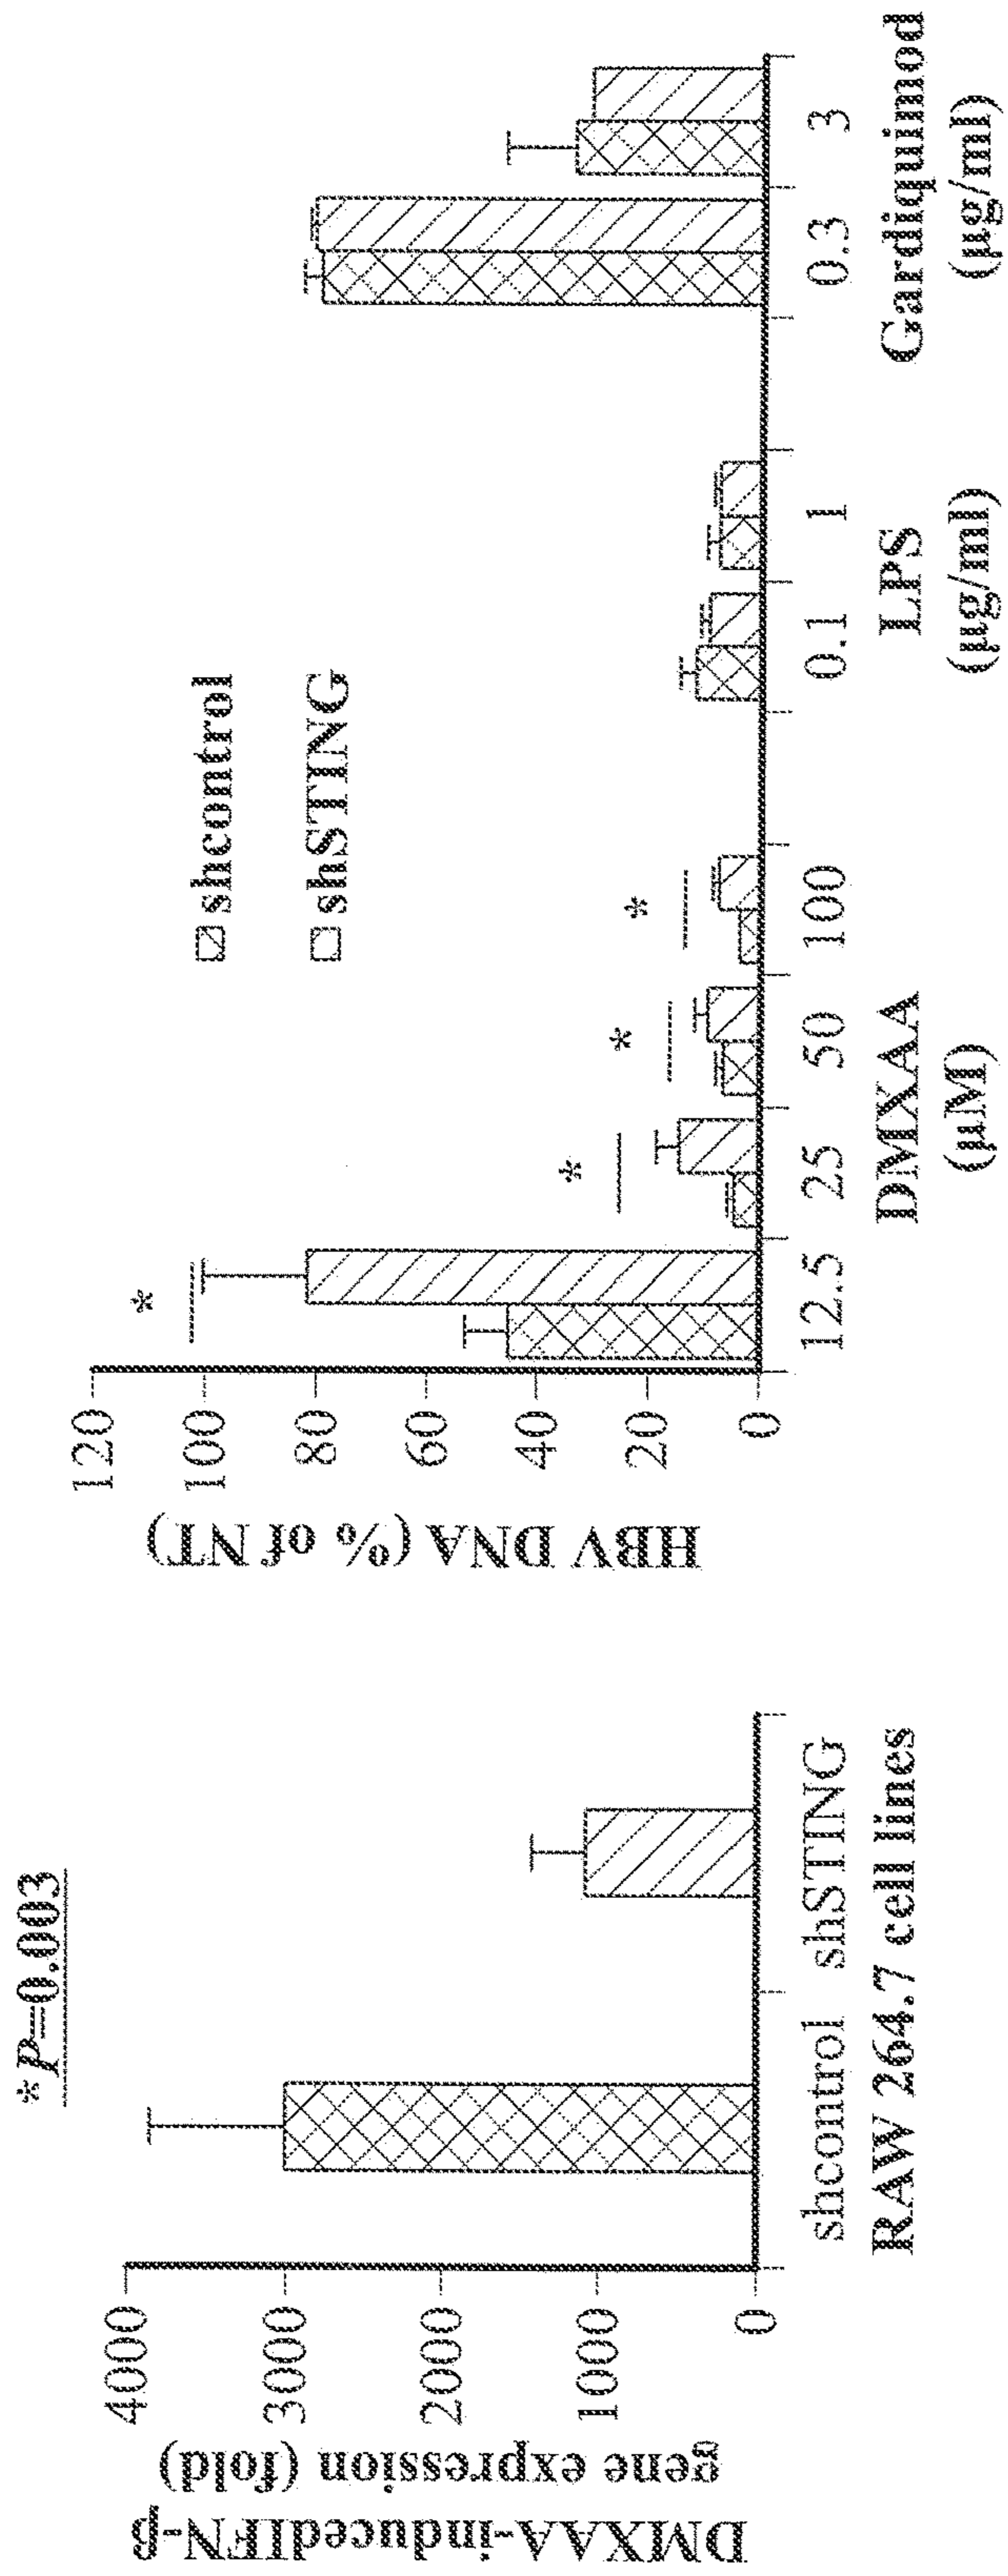 *P=0.003
DMXAA-inducedIFN-β
gene expression (fold)
4000
3000
2000
1000
0
shcontrol shSTING
RAW 264.7 cell lines
HBV DNA (% of NT)
120
100
80
60
40
20
0
shcontrol
shSTING
*
*
*
*
12.5 25 50 100 0.1 1 0.3 3
DMXAA LPS Gardiquimod
(µM) (µg/ml) (µg/ml)